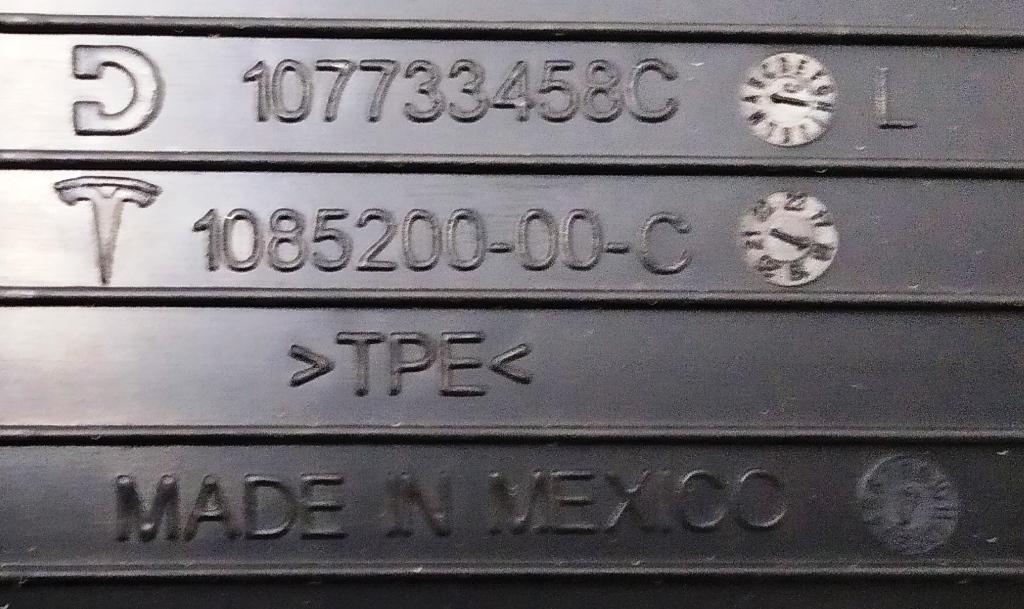 107733458C L
1085200-00-C
>TPE<
MADE IN MEXICO